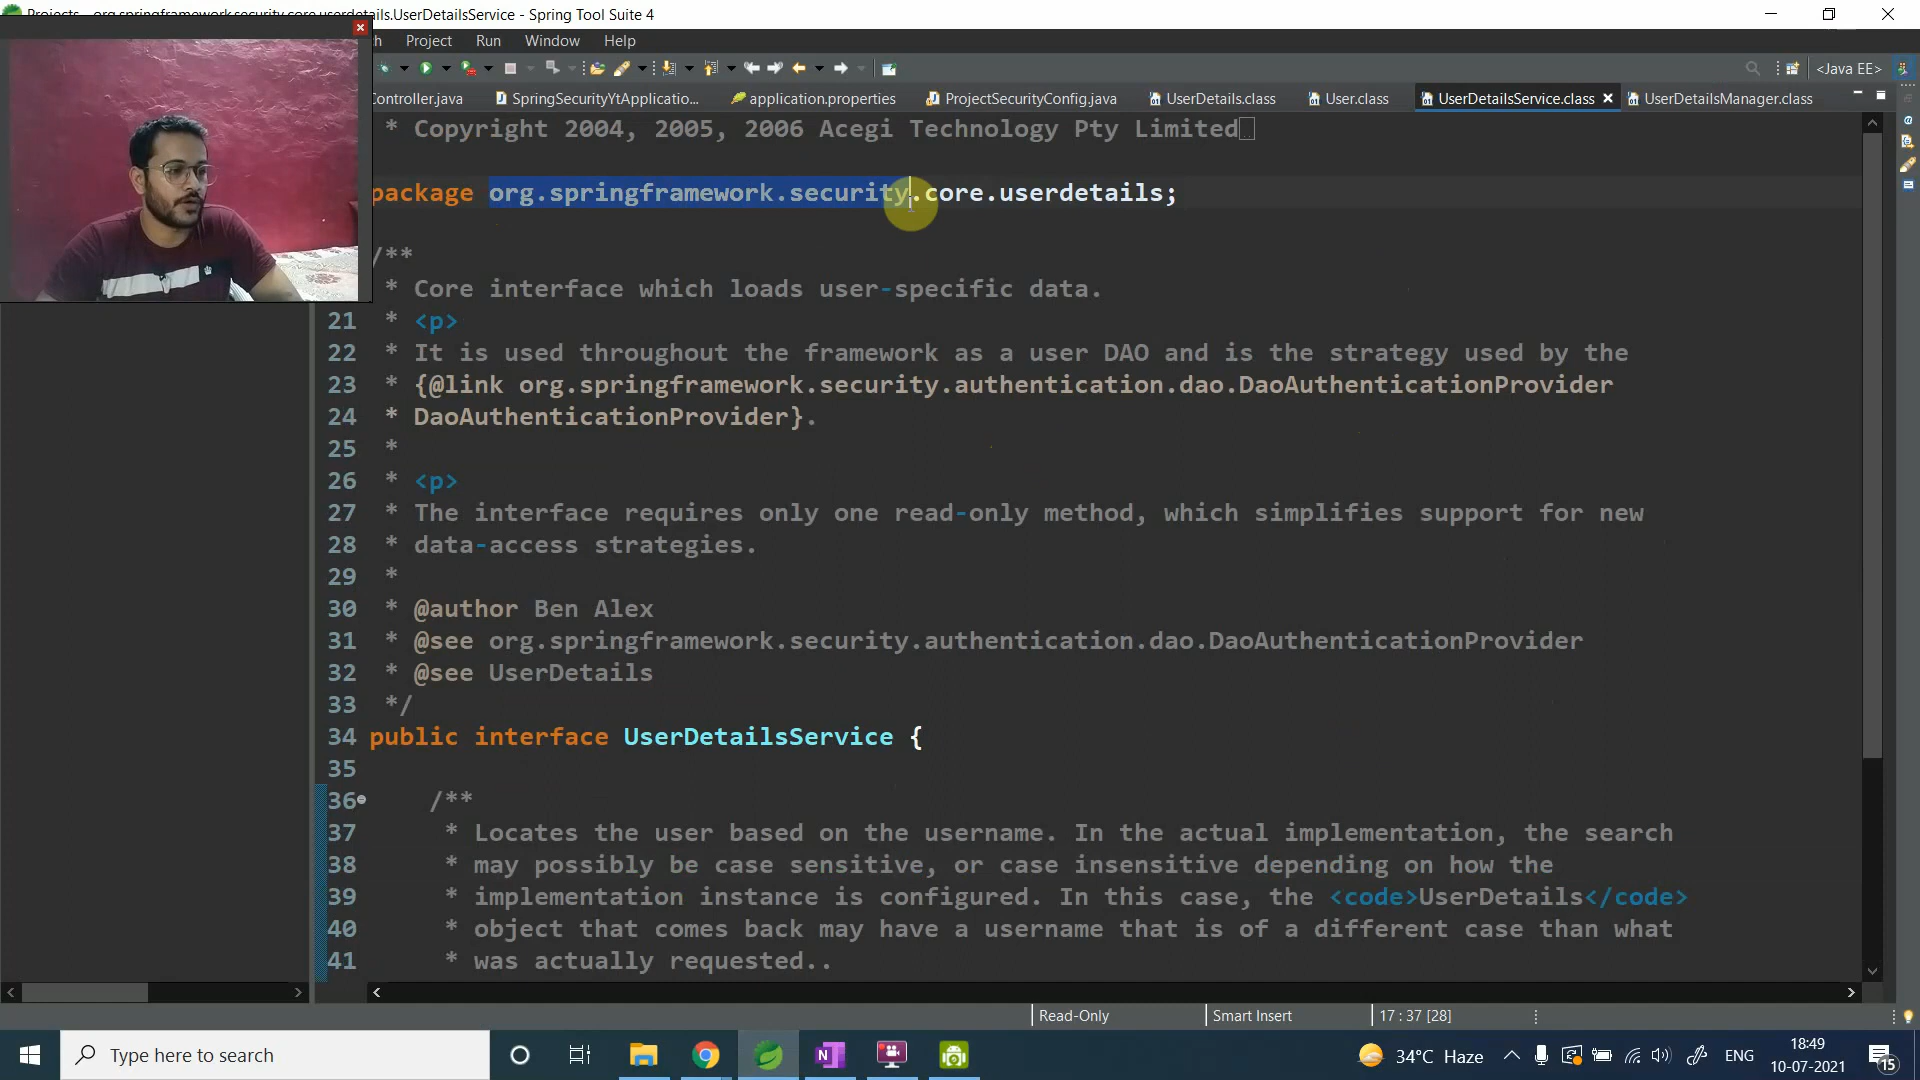 Projects - org.springframework.security.core.userdetails.UserDetailsService - Spring Tool Suite 4
Project Run Window Help
<Java EE>
Controller.java SpringSecurityYtApplicatio... application.properties ProjectSecurityConfig.java UserDetails.class User.class UserDetailsService.class UserDetailsManager.class
* Copyright 2004, 2005, 2006 Acegi Technology Pty Limited
package org.springframework.security.core.userdetails;
/**
* Core interface which loads user-specific data.
21 * <p>
22 * It is used throughout the framework as a user DAO and is the strategy used by the
23 * {@link org.springframework.security.authentication.dao.DaoAuthenticationProvider
24 * DaoAuthenticationProvider}.
25 *
26 * <p>
27 * The interface requires only one read-only method, which simplifies support for new
28 * data-access strategies.
29 *
30 * @author Ben Alex
31 * @see org.springframework.security.authentication.dao.DaoAuthenticationProvider
32 * @see UserDetails
33 */
34 public interface UserDetailsService {
35
36 /**
37 * Locates the user based on the username. In the actual implementation, the search
38 * may possibly be case sensitive, or case insensitive depending on how the
39 * implementation instance is configured. In this case, the <code>UserDetails</code>
40 * object that comes back may have a username that is of a different case than what
41 * was actually requested..
Read-Only Smart Insert 17 : 37 [28]
Type here to search
34°C Haze
ENG
18:49
10-07-2021
15